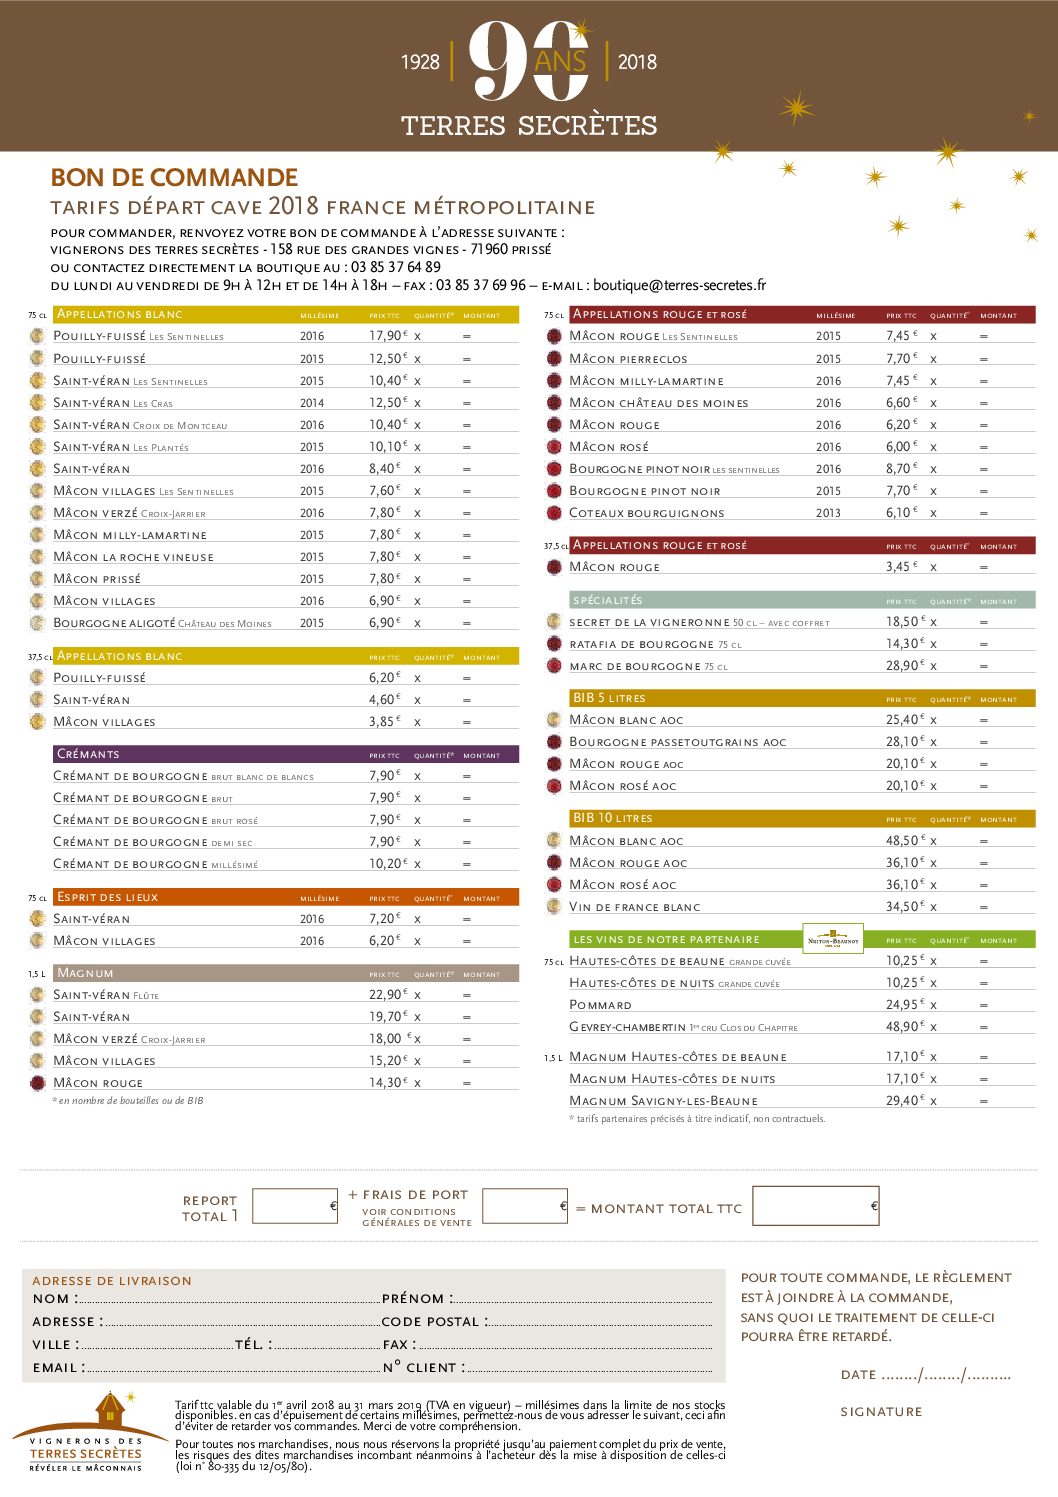 1928 | 90 ANS | 2018
TERRES SECRÈTES
BON DE COMMANDE
TARIFS DÉPART CAVE 2018 FRANCE MÉTROPOLITAINE
POUR COMMANDER, RENVOYEZ VOTRE BON DE COMMANDE À L'ADRESSE SUIVANTE :
VIGNERONS DES TERRES SECRÈTES - 158 RUE DES GRANDES VIGNES - 71960 PRISSÉ
OU CONTACTEZ DIRECTEMENT LA BOUTIQUE AU : 03 85 37 64 89
DU LUNDI AU VENDREDI DE 9H À 12H ET DE 14H À 18H – FAX : 03 85 37 69 96 – E-MAIL : boutique@terres-secretes.fr
75 CL APPELLATIONS BLANC MILLÉSIME PRIX TTC QUANTITÉ* MONTANT
POUILLY-FUISSÉ LES SENTINELLES 2016 17,90 € X =
POUILLY-FUISSÉ 2015 12,50 € X =
SAINT-VÉRAN LES SENTINELLES 2015 10,40 € X =
SAINT-VÉRAN LES CRAS 2014 12,50 € X =
SAINT-VÉRAN CROIX DE MONTCEAU 2016 10,40 € X =
SAINT-VÉRAN LES PLANTÉS 2015 10,10 € X =
SAINT-VÉRAN 2016 8,40 € X =
MÂCON VILLAGES LES SENTINELLES 2015 7,60 € X =
MÂCON VERZÉ CROIX-JARRIER 2016 7,80 € X =
MÂCON MILLY-LAMARTINE 2015 7,80 € X =
MÂCON LA ROCHE VINEUSE 2015 7,80 € X =
MÂCON PRISSÉ 2015 7,80 € X =
MÂCON VILLAGES 2016 6,90 € X =
BOURGOGNE ALIGOTÉ CHÂTEAU DES MOINES 2015 6,90 € X =
37,5 CL APPELLATIONS BLANC PRIX TTC QUANTITÉ* MONTANT
POUILLY-FUISSÉ 6,20 € X =
SAINT-VÉRAN 4,60 € X =
MÂCON VILLAGES 3,85 € X =
CRÉMANTS PRIX TTC QUANTITÉ* MONTANT
CRÉMANT DE BOURGOGNE BRUT BLANC DE BLANCS 7,90 € X =
CRÉMANT DE BOURGOGNE BRUT 7,90 € X =
CRÉMANT DE BOURGOGNE BRUT ROSÉ 7,90 € X =
CRÉMANT DE BOURGOGNE DEMI SEC 7,90 € X =
CRÉMANT DE BOURGOGNE MILLÉSIMÉ 10,20 € X =
75 CL ESPRIT DES LIEUX MILLÉSIME PRIX TTC QUANTITÉ* MONTANT
SAINT-VÉRAN 2016 7,20 € X =
MÂCON VILLAGES 2016 6,20 € X =
1,5 L MAGNUM PRIX TTC QUANTITÉ* MONTANT
SAINT-VÉRAN FLÛTE 22,90 € X =
SAINT-VÉRAN 19,70 € X =
MÂCON VERZÉ CROIX-JARRIER 18,00 € X =
MÂCON VILLAGES 15,20 € X =
MÂCON ROUGE 14,30 € X =
* en nombre de bouteilles ou de BIB
75 CL APPELLATIONS ROUGE ET ROSÉ MILLÉSIME PRIX TTC QUANTITÉ* MONTANT
MÂCON ROUGE LES SENTINELLES 2015 7,45 € X =
MÂCON PIERRECLOS 2015 7,70 € X =
MÂCON MILLY-LAMARTINE 2016 7,45 € X =
MÂCON CHÂTEAU DES MOINES 2016 6,60 € X =
MÂCON ROUGE 2016 6,20 € X =
MÂCON ROSÉ 2016 6,00 € X =
BOURGOGNE PINOT NOIR LES SENTINELLES 2016 8,70 € X =
BOURGOGNE PINOT NOIR 2015 7,70 € X =
COTEAUX BOURGUIGNONS 2013 6,10 € X =
37,5 CL APPELLATIONS ROUGE ET ROSÉ PRIX TTC QUANTITÉ* MONTANT
MÂCON ROUGE 3,45 € X =
SPÉCIALITÉS PRIX TTC QUANTITÉ* MONTANT
SECRET DE LA VIGNERONNE 50 CL – AVEC COFFRET 18,50 € X =
RATAFIA DE BOURGOGNE 75 CL 14,30 € X =
MARC DE BOURGOGNE 75 CL 28,90 € X =
BIB 5 LITRES PRIX TTC QUANTITÉ* MONTANT
MÂCON BLANC AOC 25,40 € X =
BOURGOGNE PASSETOUTGRAINS AOC 28,10 € X =
MÂCON ROUGE AOC 20,10 € X =
MÂCON ROSÉ AOC 20,10 € X =
BIB 10 LITRES PRIX TTC QUANTITÉ* MONTANT
MÂCON BLANC AOC 48,50 € X =
MÂCON ROUGE AOC 36,10 € X =
MÂCON ROSÉ AOC 36,10 € X =
VIN DE FRANCE BLANC 34,50 € X =
LES VINS DE NOTRE PARTENAIRE NUITON-BEAUNOY PRIX TTC QUANTITÉ* MONTANT
75 CL HAUTES-CÔTES DE BEAUNE GRANDE CUVÉE 10,25 € X =
HAUTES-CÔTES DE NUITS GRANDE CUVÉE 10,25 € X =
POMMARD 24,95 € X =
GEVREY-CHAMBERTIN 1ER CRU CLOS DU CHAPITRE 48,90 € X =
1,5 L MAGNUM HAUTES-CÔTES DE BEAUNE 17,10 € X =
MAGNUM HAUTES-CÔTES DE NUITS 17,10 € X =
MAGNUM SAVIGNY-LES-BEAUNE 29,40 € X =
* tarifs partenaires précisés à titre indicatif, non contractuels.
REPORT TOTAL 1 € + FRAIS DE PORT € = MONTANT TOTAL TTC €
VOIR CONDITIONS
GÉNÉRALES DE VENTE
ADRESSE DE LIVRAISON
NOM : PRÉNOM :
ADRESSE : CODE POSTAL :
VILLE : TÉL. : FAX :
EMAIL : N° CLIENT :
POUR TOUTE COMMANDE, LE RÈGLEMENT
EST À JOINDRE À LA COMMANDE,
SANS QUOI LE TRAITEMENT DE CELLE-CI
POURRA ÊTRE RETARDÉ.
DATE ......../......../..........
SIGNATURE
VIGNERONS DES
TERRES SECRÈTES
RÉVÉLER LE MÂCONNAIS
Tarif ttc valable du 1er avril 2018 au 31 mars 2019 (TVA en vigueur) – millésimes dans la limite de nos stocks
disponibles. en cas d'épuisement de certains millésimes, permettez-nous de vous adresser le suivant, ceci afin
d'éviter de retarder vos commandes. Merci de votre compréhension.
Pour toutes nos marchandises, nous nous réservons la propriété jusqu'au paiement complet du prix de vente,
les risques des dites marchandises incombant néanmoins à l'acheteur dès la mise à disposition de celles-ci
(loi n° 80-335 du 12/05/80).